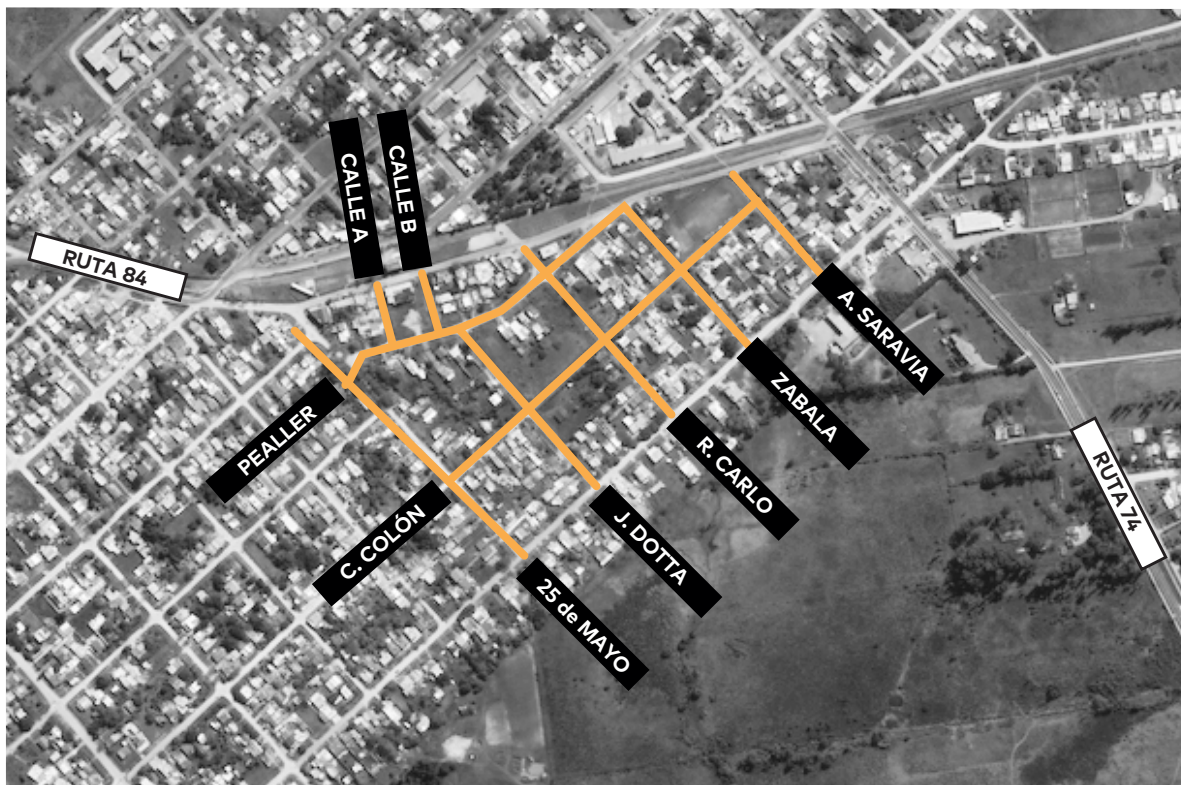 CALLE A
CALLE B
RUTA 84
A. SARAVIA
PEALLER
ZABALA
R. CARLO
RUTA 74
C. COLÓN
J. DOTTA
25 de MAYO